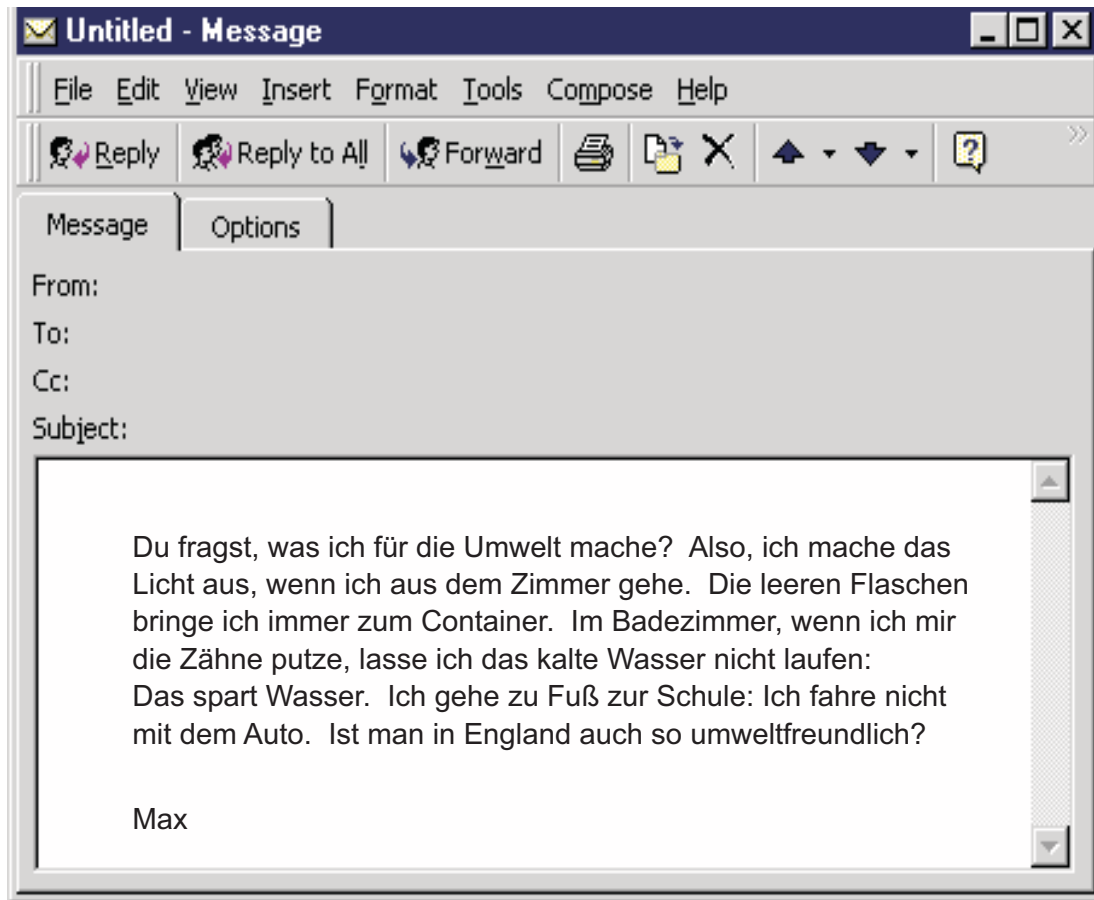 Untitled - Message
File Edit View Insert Format Tools Compose Help
Reply Reply to All Forward
Message Options
From:
To:
Cc:
Subject:
Du fragst, was ich für die Umwelt mache? Also, ich mache das
Licht aus, wenn ich aus dem Zimmer gehe. Die leeren Flaschen
bringe ich immer zum Container. Im Badezimmer, wenn ich mir
die Zähne putze, lasse ich das kalte Wasser nicht laufen:
Das spart Wasser. Ich gehe zu Fuß zur Schule: Ich fahre nicht
mit dem Auto. Ist man in England auch so umweltfreundlich?
Max